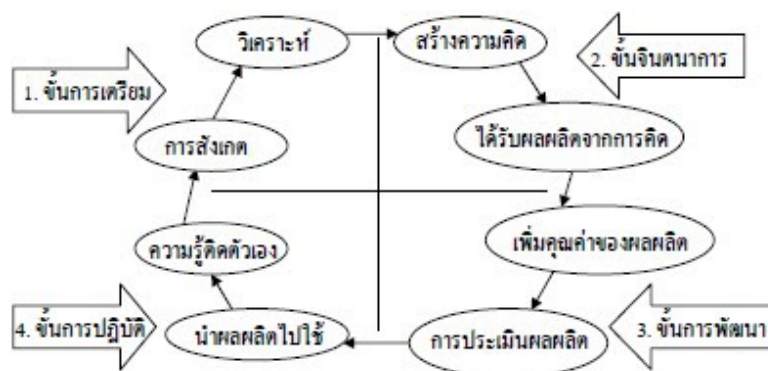 วิเคราะห์
สร้างความคิด
2. ขั้นจินตนาการ
1. ขั้นการเตรียม
การสังเกต
ได้รับผลผลิตจากการคิด
ความรู้ติดตัวเอง
เพิ่มคุณค่าของผลผลิต
4. ขั้นการปฎิบัติ
นำผลผลิตไปใช้
การประเมินผลผลิต
3. ขั้นการพัฒนา